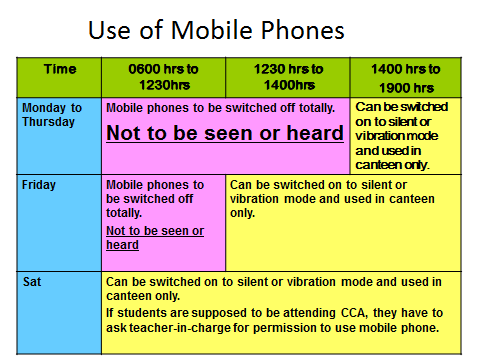 Use of Mobile Phones
Time
0600 hrs to
1230hrs
1230 hrs to
1400hrs
1400 hrs to
1900 hrs
Monday to
Thursday
Mobile phones to be switched off totally.
Not to be seen or heard
Can be switched
on to silent or
vibration mode
and used in
canteen only.
Friday
Mobile phones to
be switched off
totally.
Not to be seen or
heard
Can be switched on to silent or
vibration mode and used in canteen
only.
Sat
Can be switched on to silent or vibration mode and used in
canteen only.
If students are supposed to be attending CCA, they have to
ask teacher-in-charge for permission to use mobile phone.